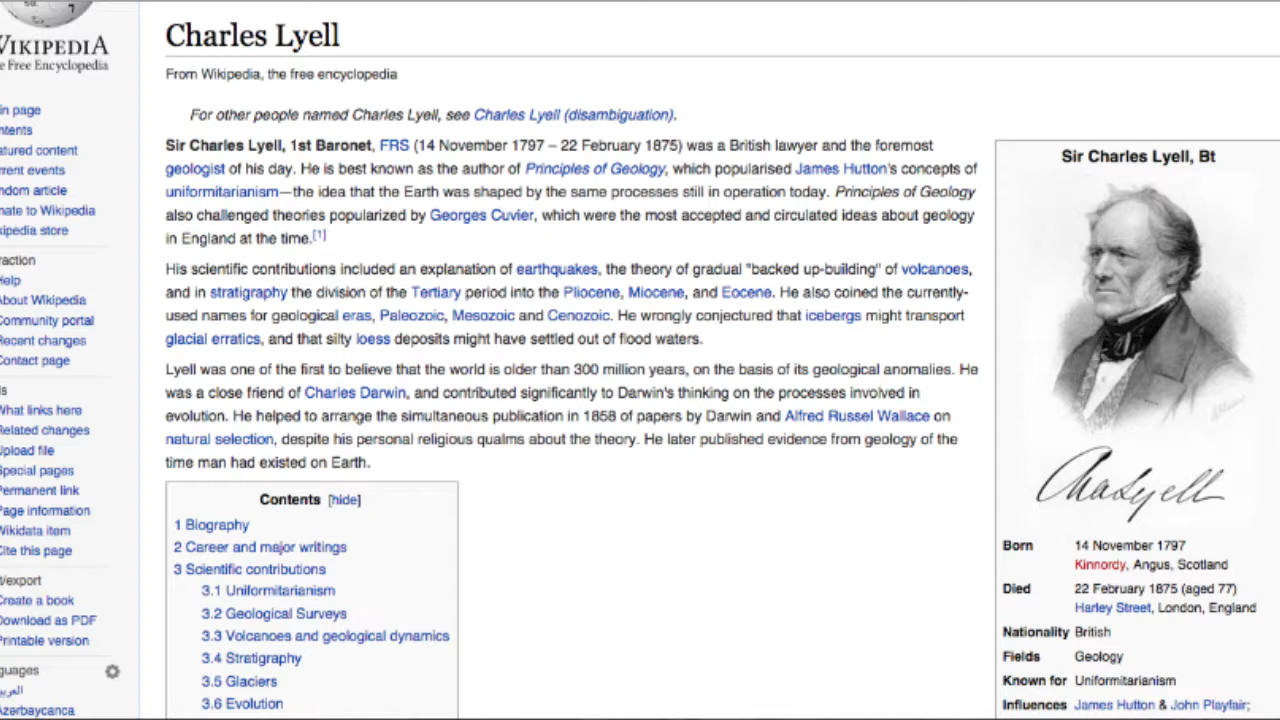 WIKIPEDIA
e Free Encyclopedia
in page
ntents
atured content
rrent events
ndom article
nate to Wikipedia
kipedia store
raction
Help
About Wikipedia
Community portal
Recent changes
Contact page
ls
What links here
Related changes
Upload file
Special pages
Permanent link
Page information
Wikidata item
Cite this page
t/export
Create a book
Download as PDF
Printable version
guages
العربية
Azərbaycanca
Charles Lyell
From Wikipedia, the free encyclopedia
For other people named Charles Lyell, see Charles Lyell (disambiguation).
Sir Charles Lyell, 1st Baronet, FRS (14 November 1797 – 22 February 1875) was a British lawyer and the foremost
geologist of his day. He is best known as the author of Principles of Geology, which popularised James Hutton's concepts of
uniformitarianism—the idea that the Earth was shaped by the same processes still in operation today. Principles of Geology
also challenged theories popularized by Georges Cuvier, which were the most accepted and circulated ideas about geology
in England at the time.[1]
His scientific contributions included an explanation of earthquakes, the theory of gradual "backed up-building" of volcanoes,
and in stratigraphy the division of the Tertiary period into the Pliocene, Miocene, and Eocene. He also coined the currently-
used names for geological eras, Paleozoic, Mesozoic and Cenozoic. He wrongly conjectured that icebergs might transport
glacial erratics, and that silty loess deposits might have settled out of flood waters.
Lyell was one of the first to believe that the world is older than 300 million years, on the basis of its geological anomalies. He
was a close friend of Charles Darwin, and contributed significantly to Darwin's thinking on the processes involved in
evolution. He helped to arrange the simultaneous publication in 1858 of papers by Darwin and Alfred Russel Wallace on
natural selection, despite his personal religious qualms about the theory. He later published evidence from geology of the
time man had existed on Earth.
Contents [hide]
1 Biography
2 Career and major writings
3 Scientific contributions
3.1 Uniformitarianism
3.2 Geological Surveys
3.3 Volcanoes and geological dynamics
3.4 Stratigraphy
3.5 Glaciers
3.6 Evolution
Sir Charles Lyell, Bt
Cha Lyell
Born 14 November 1797
Kinnordy, Angus, Scotland
Died 22 February 1875 (aged 77)
Harley Street, London, England
Nationality British
Fields Geology
Known for Uniformitarianism
Influences James Hutton & John Playfair;